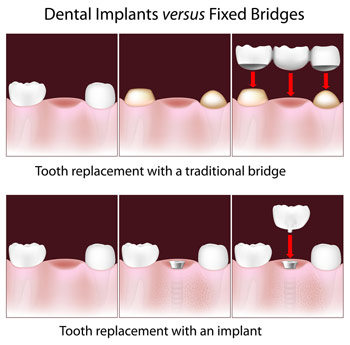 Dental Implants versus Fixed Bridges
Tooth replacement with a traditional bridge
Tooth replacement with an implant